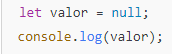 let valor = null;
console.log(valor);